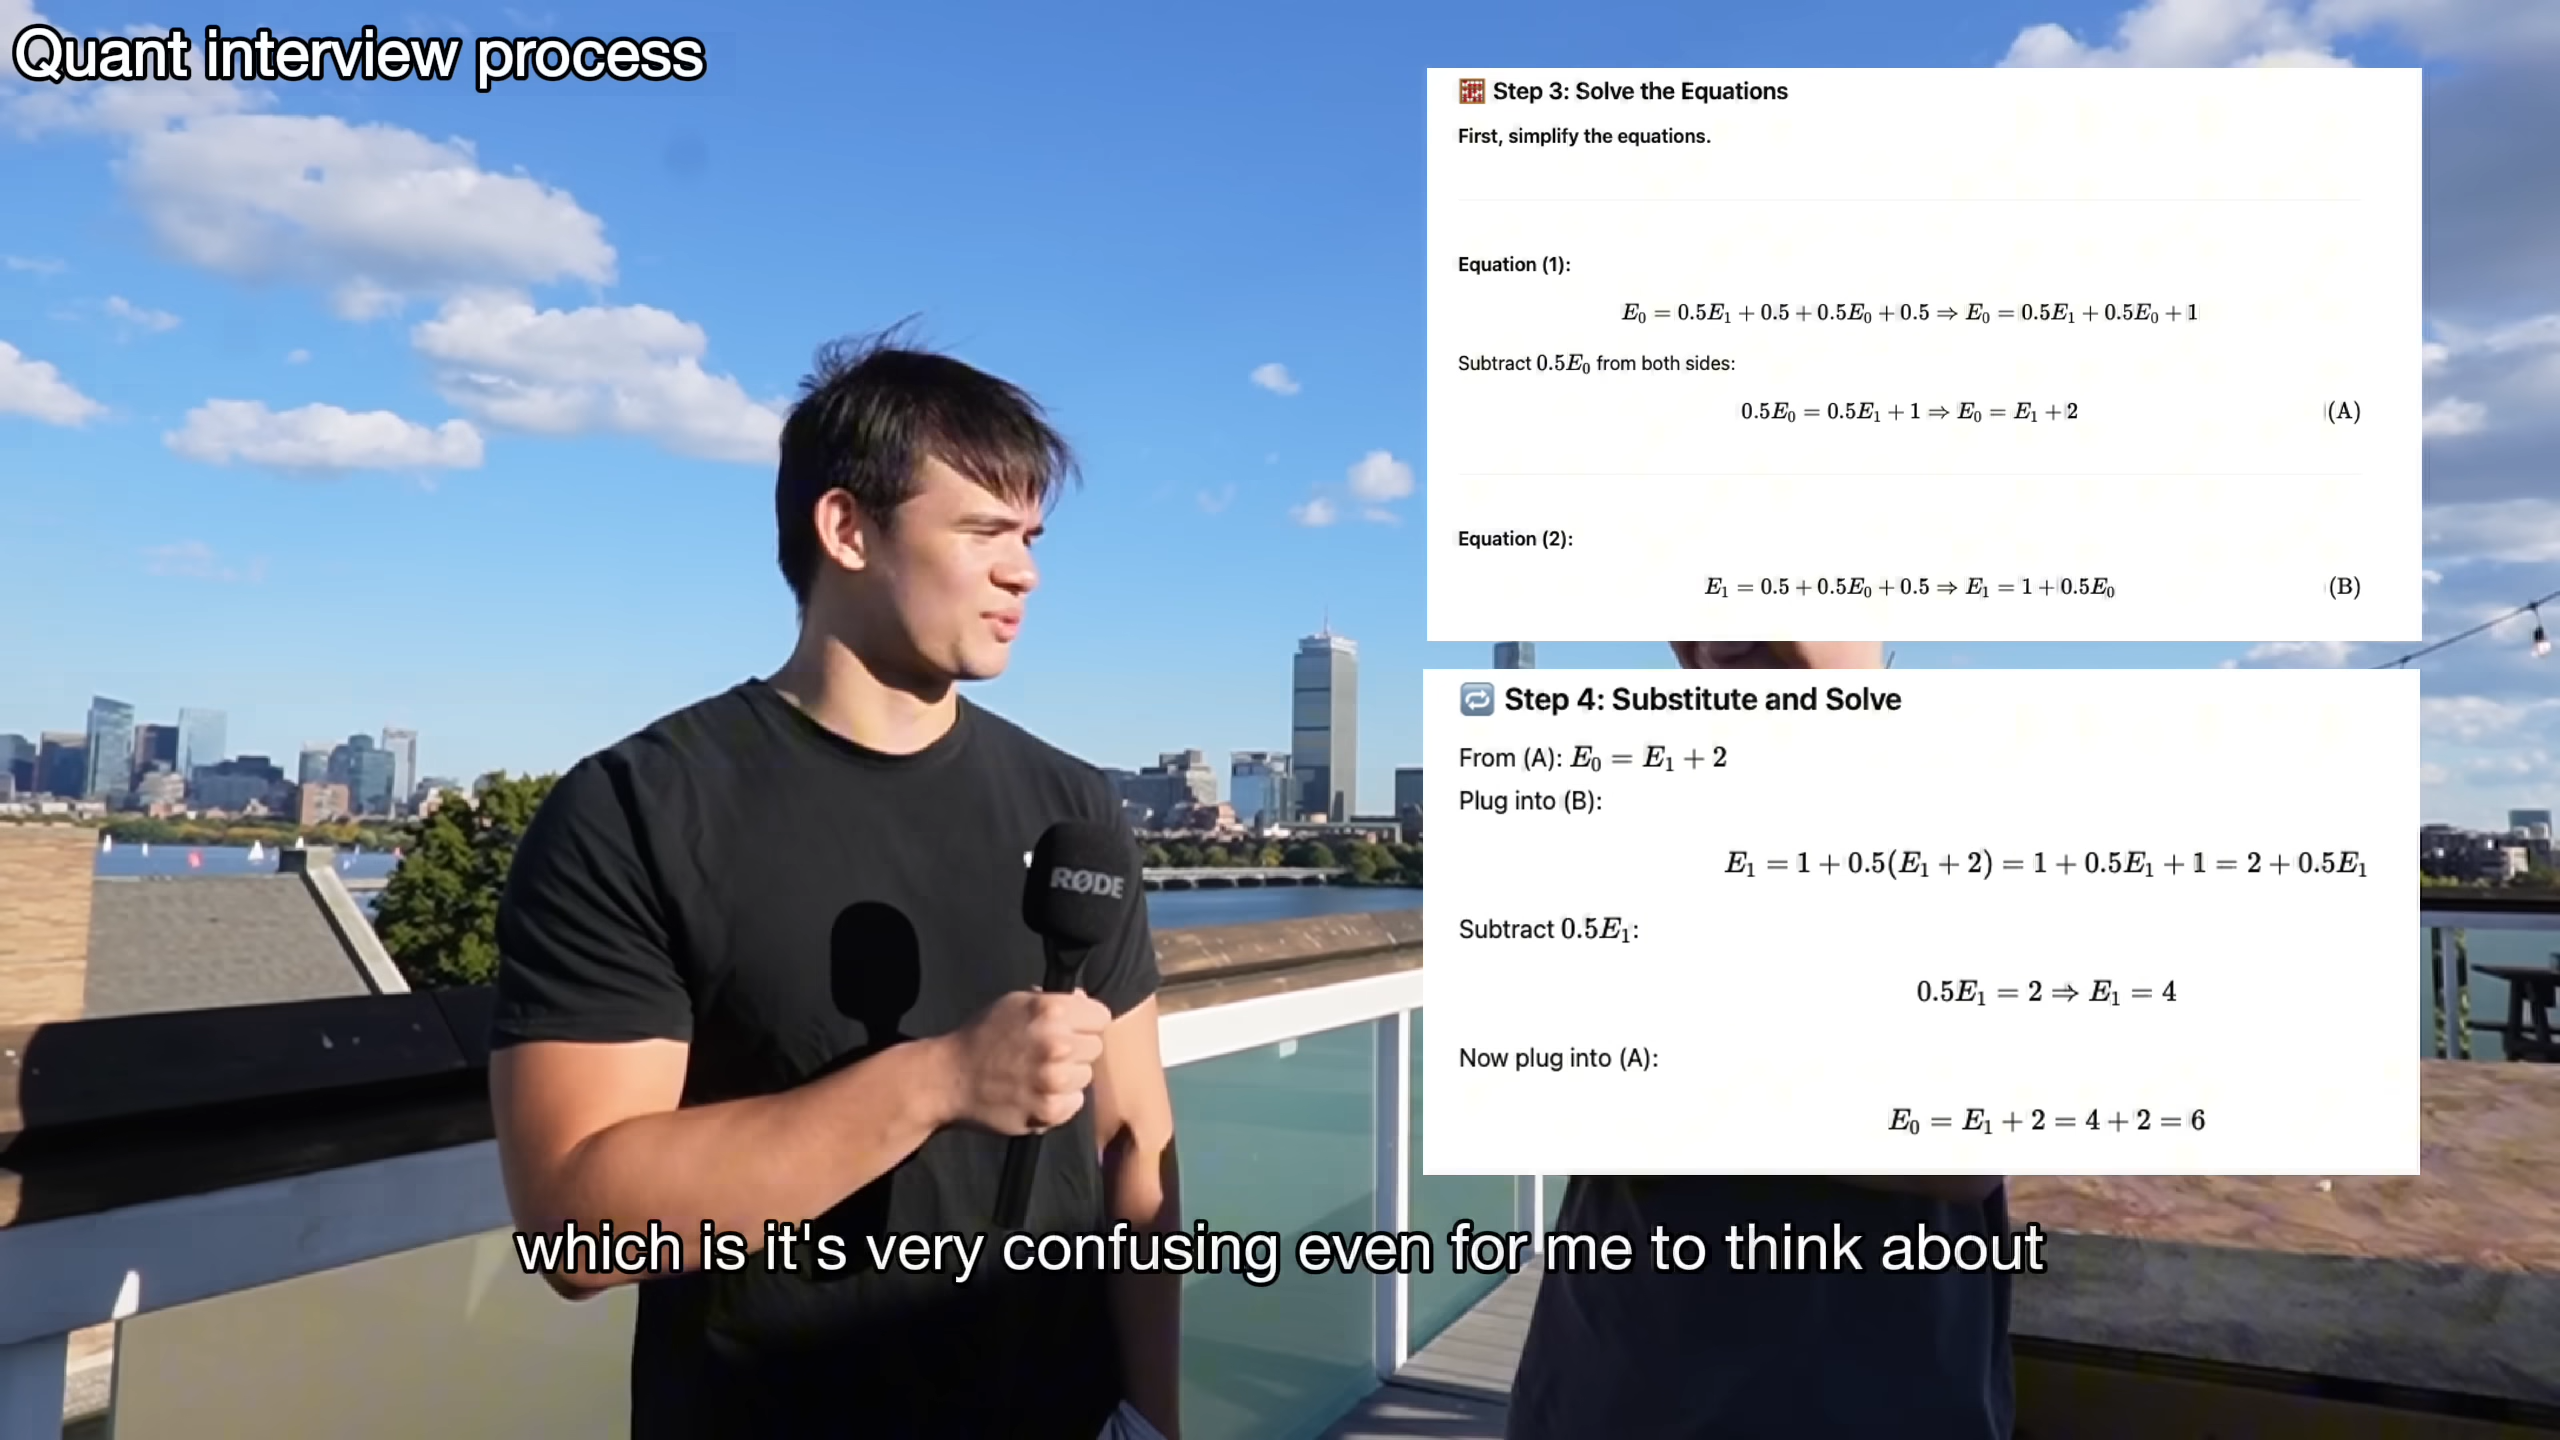 Quant interview process
🧮 Step 3: Solve the Equations
First, simplify the equations.
Equation (1):
E₀ = 0.5E₁ + 0.5 + 0.5E₀ + 0.5 ⇒ E₀ = 0.5E₁ + 0.5E₀ + 1
Subtract 0.5E₀ from both sides:
0.5E₀ = 0.5E₁ + 1 ⇒ E₀ = E₁ + 2 (A)
Equation (2):
E₁ = 0.5 + 0.5E₀ + 0.5 ⇒ E₁ = 1 + 0.5E₀ (B)
🔁 Step 4: Substitute and Solve
From (A): E₀ = E₁ + 2
Plug into (B):
E₁ = 1 + 0.5(E₁ + 2) = 1 + 0.5E₁ + 1 = 2 + 0.5E₁
Subtract 0.5E₁:
0.5E₁ = 2 ⇒ E₁ = 4
Now plug into (A):
E₀ = E₁ + 2 = 4 + 2 = 6
RØDE
which is it's very confusing even for me to think about